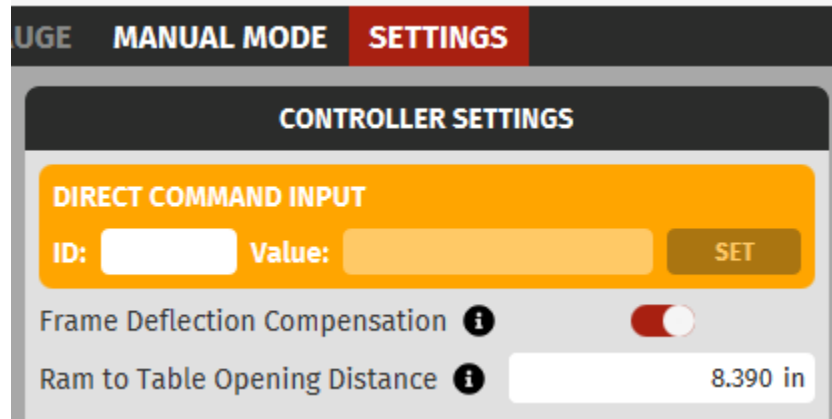 UGE MANUAL MODE SETTINGS
CONTROLLER SETTINGS
DIRECT COMMAND INPUT
ID: Value: SET
Frame Deflection Compensation i
Ram to Table Opening Distance i 8.390 in